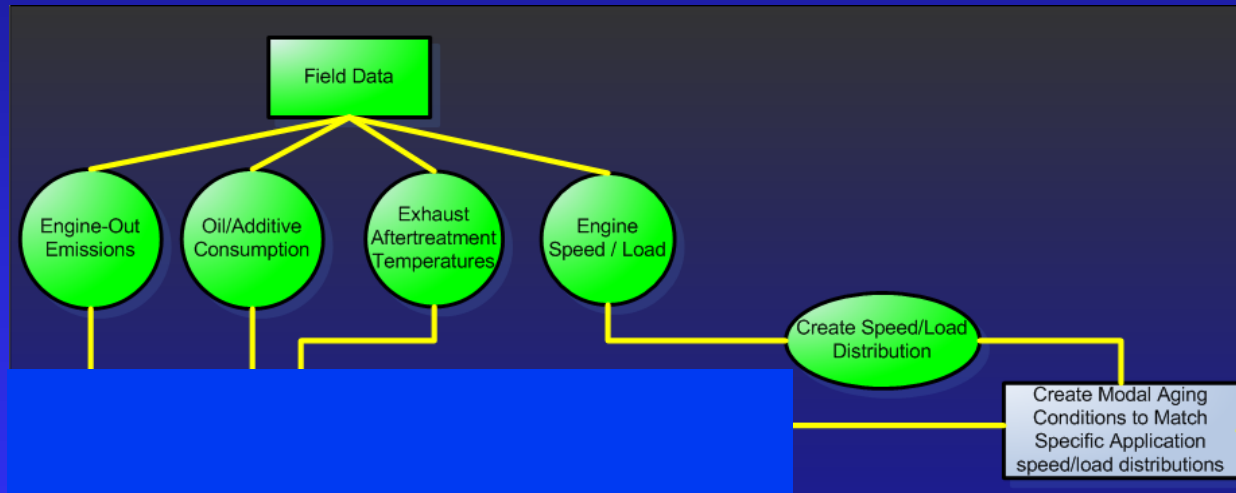 Field Data
Engine-Out
Emissions
Oil/Additive
Consumption
Exhaust
Aftertreatment
Temperatures
Engine
Speed / Load
Create Speed/Load
Distribution
Create Modal Aging
Conditions to Match
Specific Application
speed/load distributions